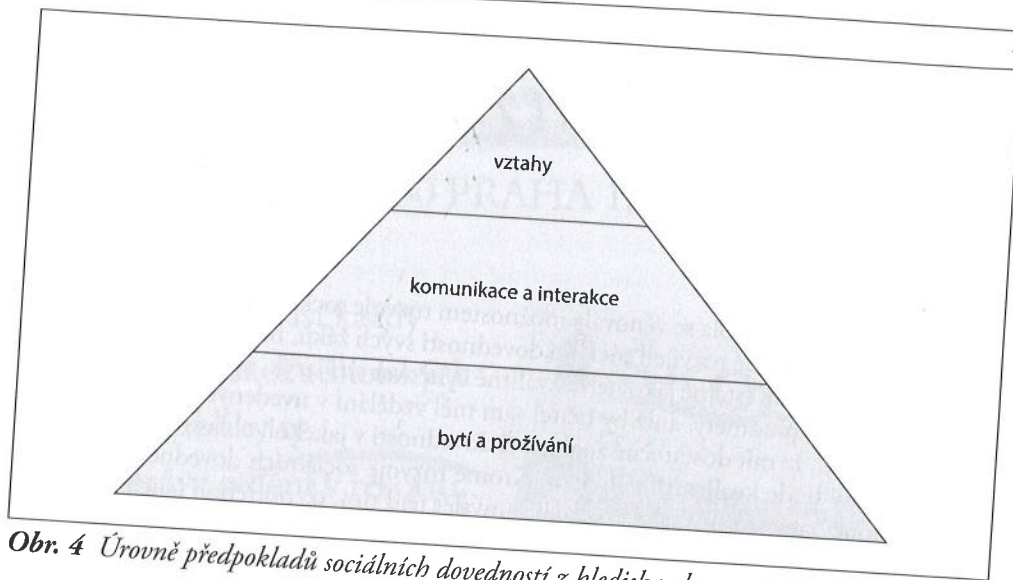 vztahy
komunikace a interakce
bytí a prožívání
Obr. 4 Úrovně předpokladů sociálních dovedností z hlediska